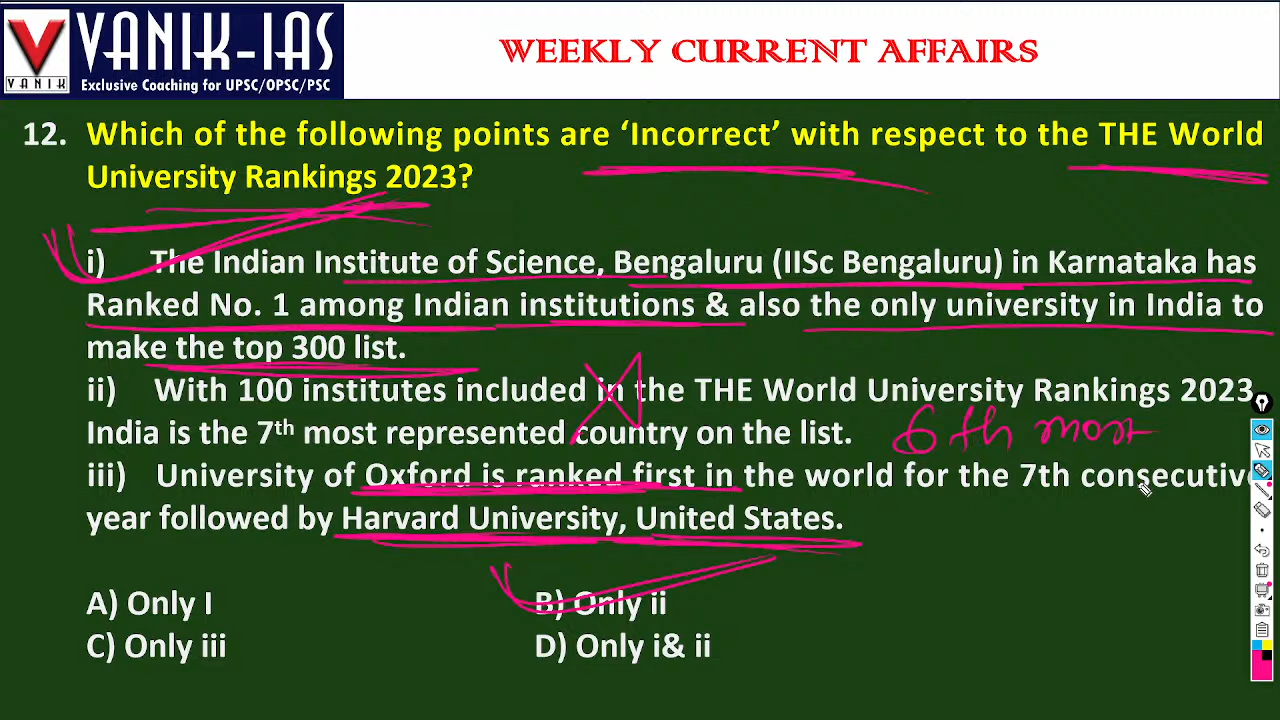 VANIK-IAS
VANIK
Exclusive Coaching for UPSC/OPSC/PSC
WEEKLY CURRENT AFFAIRS
12. Which of the following points are ‘Incorrect’ with respect to the THE World
University Rankings 2023?
i) The Indian Institute of Science, Bengaluru (IISc Bengaluru) in Karnataka has
Ranked No. 1 among Indian institutions & also the only university in India to
make the top 300 list.
ii) With 100 institutes included in the THE World University Rankings 2023
India is the 7th most represented country on the list. 6th most
iii) University of Oxford is ranked first in the world for the 7th consecutive
year followed by Harvard University, United States.
A) Only I B) Only ii
C) Only iii D) Only i& ii